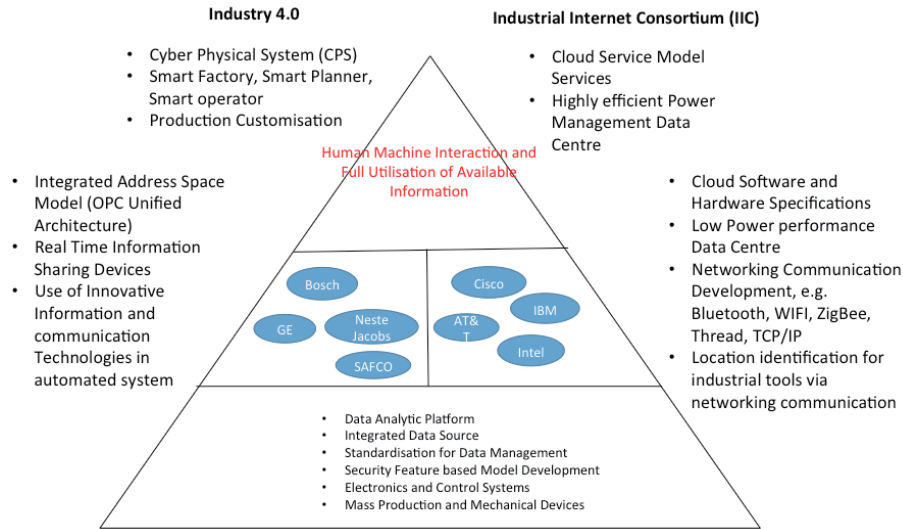 Industry 4.0
• Cyber Physical System (CPS)
• Smart Factory, Smart Planner,
Smart operator
• Production Customisation
Industrial Internet Consortium (IIC)
• Cloud Service Model
Services
• Highly efficient Power
Management Data
Centre
Human Machine Interaction and
Full Utilisation of Available
Information
• Integrated Address Space
Model (OPC Unified
Architecture)
• Real Time Information
Sharing Devices
• Use of Innovative
Information and
communication
Technologies in
automated system
Bosch
GE
Neste
Jacobs
SAFCO
Cisco
IBM
AT&
T
Intel
• Cloud Software and
Hardware Specifications
• Low Power performance
Data Centre
• Networking Communication
Development, e.g.
Bluetooth, WIFI, ZigBee,
Thread, TCP/IP
• Location identification for
industrial tools via
networking communication
• Data Analytic Platform
• Integrated Data Source
• Standardisation for Data Management
• Security Feature based Model Development
• Electronics and Control Systems
• Mass Production and Mechanical Devices